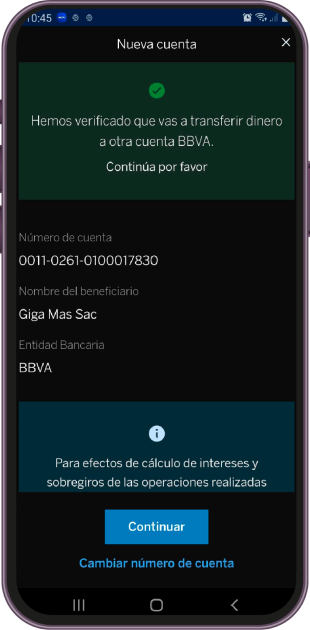 10:45
Nueva cuenta
Hemos verificado que vas a transferir dinero
a otra cuenta BBVA.
Continúa por favor
Número de cuenta
0011-0261-0100017830
Nombre del beneficiario
Giga Mas Sac
Entidad Bancaria
BBVA
Para efectos de cálculo de intereses y
sobregiros de las operaciones realizadas
Continuar
Cambiar número de cuenta